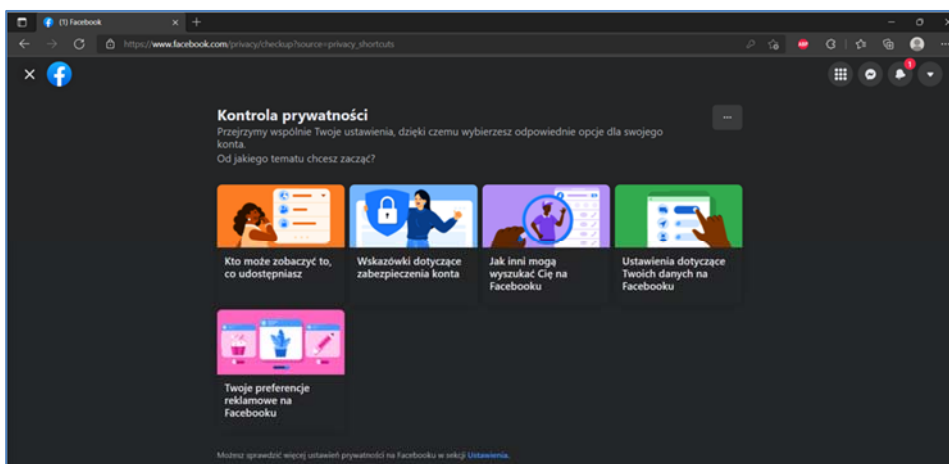 (1) Facebook
https://www.facebook.com/privacy/checkup?source=privacy_shortcuts
ABP
1
Kontrola prywatności
Przejrzymy wspólnie Twoje ustawienia, dzięki czemu wybierzesz odpowiednie opcje dla swojego
konta.
Od jakiego tematu chcesz zacząć?
Kto może zobaczyć to,
co udostępniasz
Wskazówki dotyczące
zabezpieczenia konta
Jak inni mogą
wyszukać Cię na
Facebooku
Ustawienia dotyczące
Twoich danych na
Facebooku
Twoje preferencje
reklamowe na
Facebooku
Możesz sprawdzić więcej ustawień prywatności na Facebooku w sekcji Ustawienia.